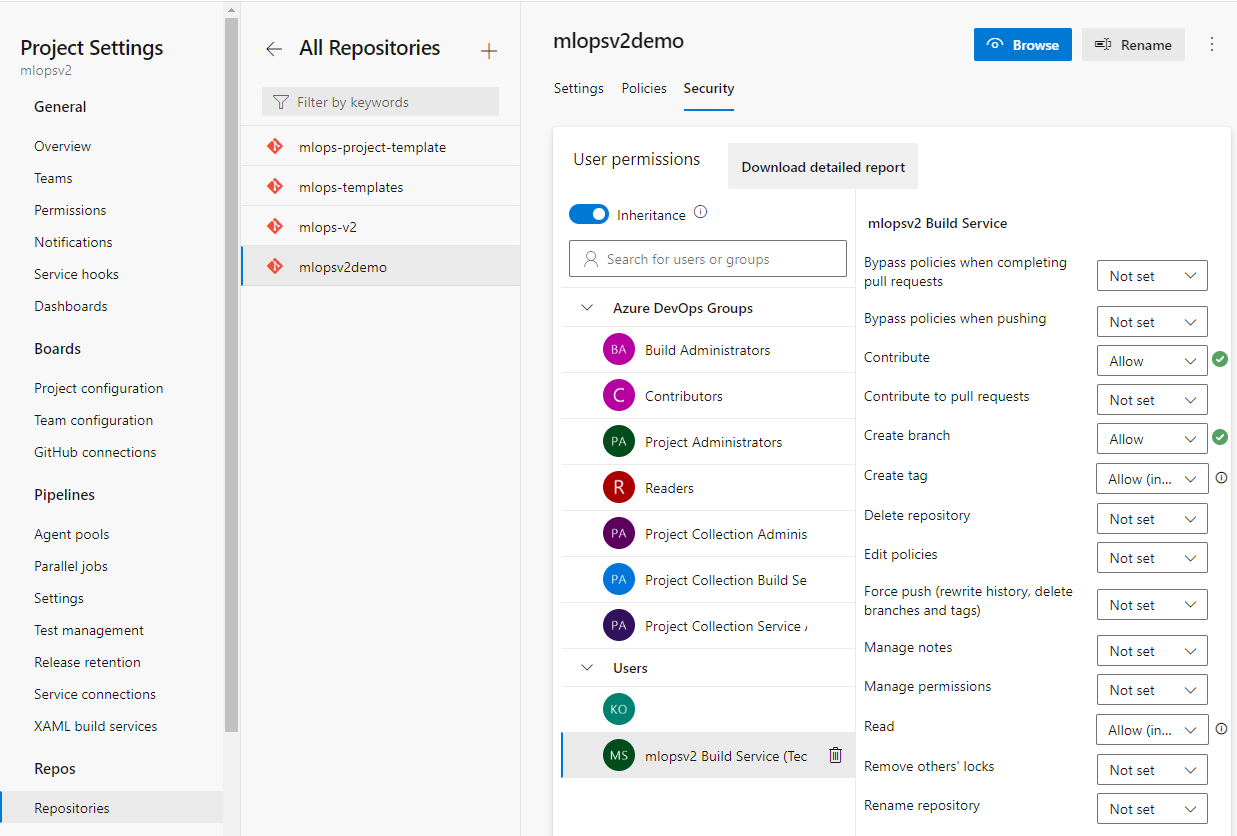 Project Settings
mlopsv2
General
Overview
Teams
Permissions
Notifications
Service hooks
Dashboards
Boards
Project configuration
Team configuration
GitHub connections
Pipelines
Agent pools
Parallel jobs
Settings
Test management
Release retention
Service connections
XAML build services
Repos
Repositories
All Repositories
Filter by keywords
mlops-project-template
mlops-templates
mlops-v2
mlopsv2demo
mlopsv2demo
Browse
Rename
Settings Policies Security
User permissions
Download detailed report
Inheritance
Search for users or groups
Azure DevOps Groups
BA Build Administrators
C Contributors
PA Project Administrators
R Readers
PA Project Collection Adminis
PA Project Collection Build Se
PA Project Collection Service
Users
KO
MS mlopsv2 Build Service (Tec
mlopsv2 Build Service
Bypass policies when completing
pull requests
Not set
Bypass policies when pushing
Not set
Contribute
Allow
Contribute to pull requests
Not set
Create branch
Allow
Create tag
Allow (in...
Delete repository
Not set
Edit policies
Not set
Force push (rewrite history, delete
branches and tags)
Not set
Manage notes
Not set
Manage permissions
Not set
Read
Allow (in...
Remove others' locks
Not set
Rename repository
Not set